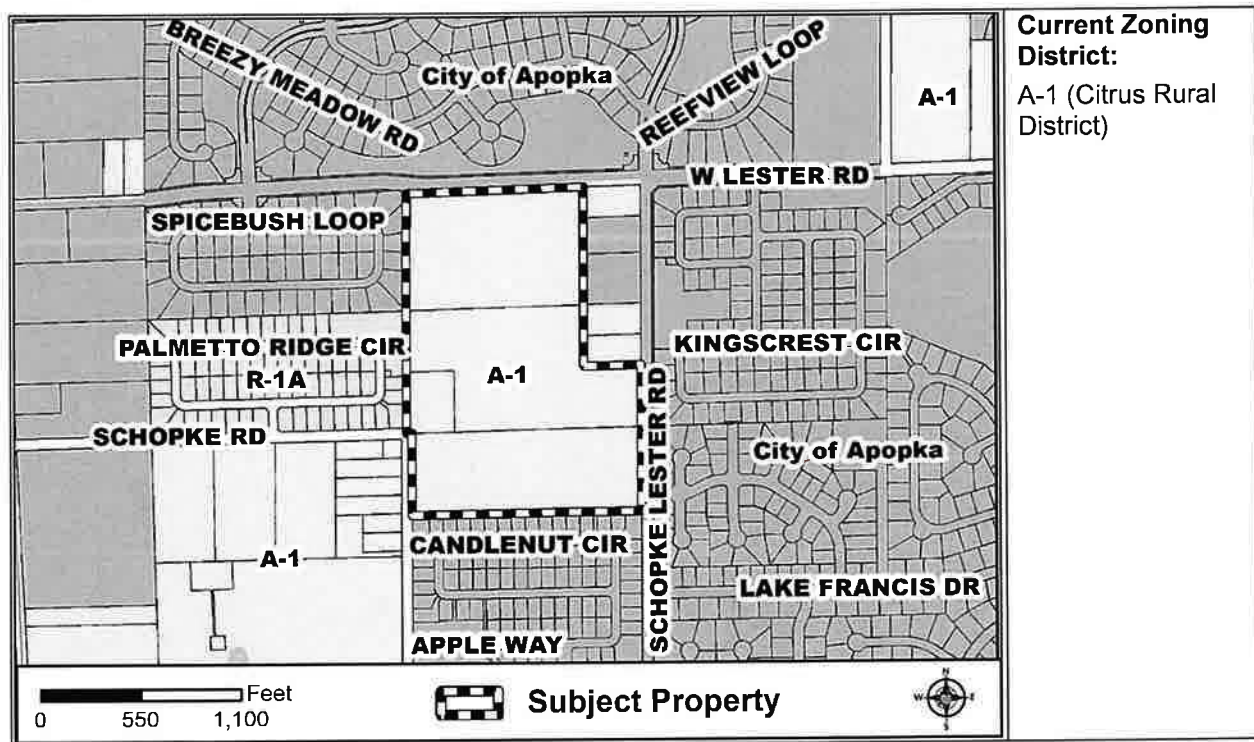 BREEZY MEADOW RD
City of Apopka
REEFVIEW LOOP
A-1
W LESTER RD
SPICEBUSH LOOP
PALMETTO RIDGE CIR
R-1A
A-1
KINGSCREST CIR
SCHOPKE RD
SCHOPKE LESTER RD
City of Apopka
CANDLENUT CIR
A-1
LAKE FRANCIS DR
APPLE WAY
Feet
0 550 1,100
Subject Property
N
W E
S
Current Zoning
District:
A-1 (Citrus Rural
District)